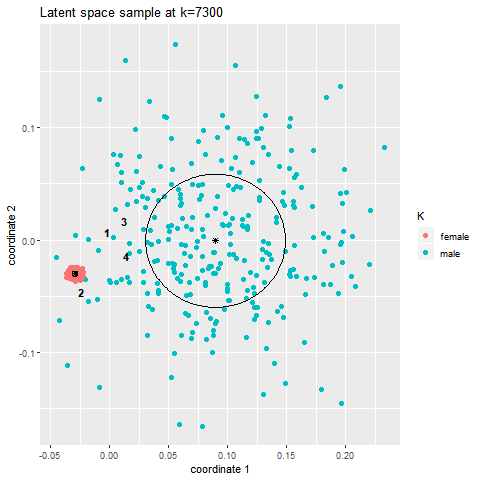 Latent space sample at k=7300
coordinate 2
0.1
0.0
-0.1
3
1
4
2
-0.05
0.00
0.05
0.10
0.15
0.20
coordinate 1
K
female
male